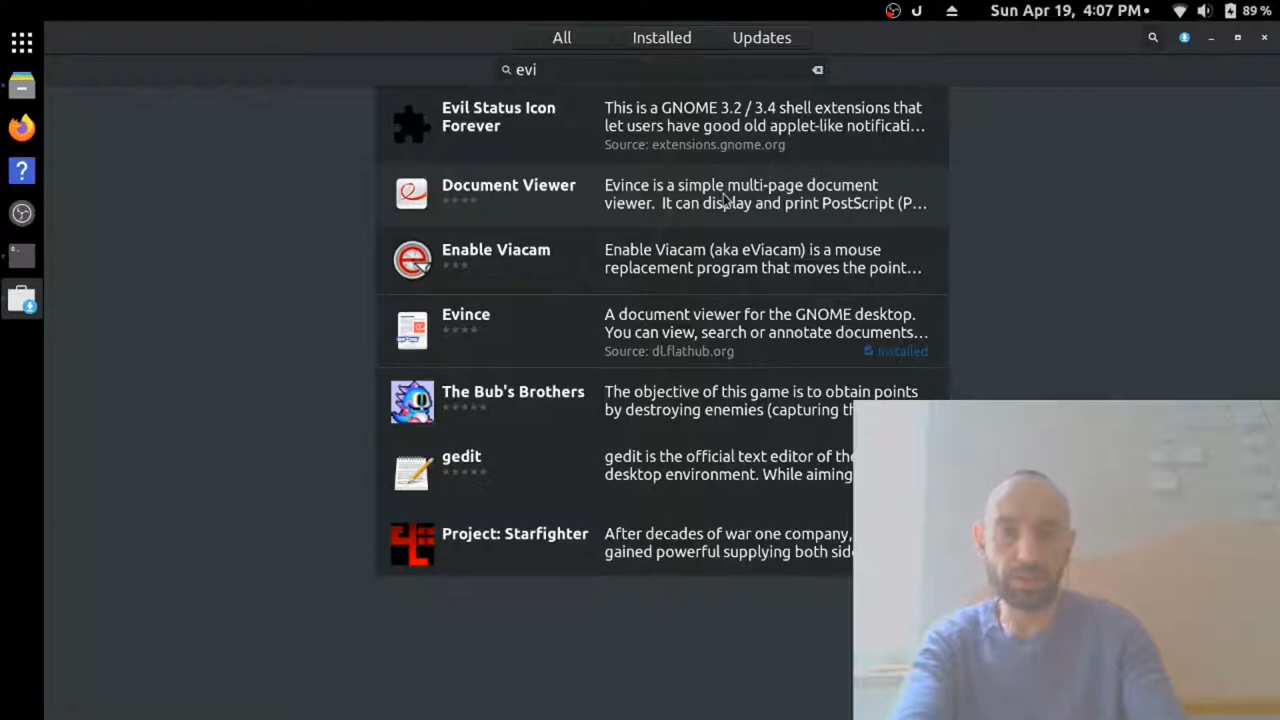 Sun Apr 19, 4:07 PM
89 %
All
Installed
Updates
evi
Evil Status Icon
Forever
This is a GNOME 3.2 / 3.4 shell extensions that
let users have good old applet-like notificati...
Source: extensions.gnome.org
Document Viewer
Evince is a simple multi-page document
viewer. It can display and print PostScript (P...
Enable Viacam
Enable Viacam (aka eViacam) is a mouse
replacement program that moves the point...
Evince
A document viewer for the GNOME desktop.
You can view, search or annotate documents...
Source: dl.flathub.org
Installed
The Bub's Brothers
The objective of this game is to obtain points
by destroying enemies (capturing th
gedit
gedit is the official text editor of the
desktop environment. While aiming
Project: Starfighter
After decades of war one company,
gained powerful supplying both side